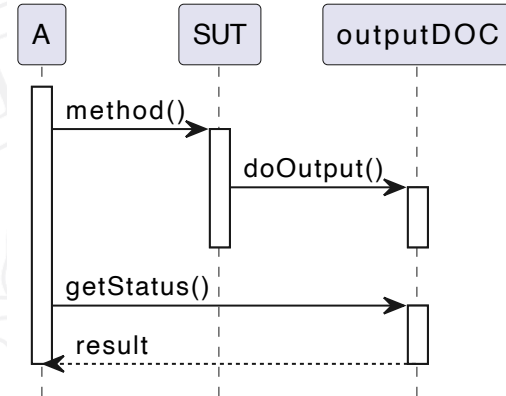 A
SUT
outputDOC
method()
doOutput()
getStatus()
result